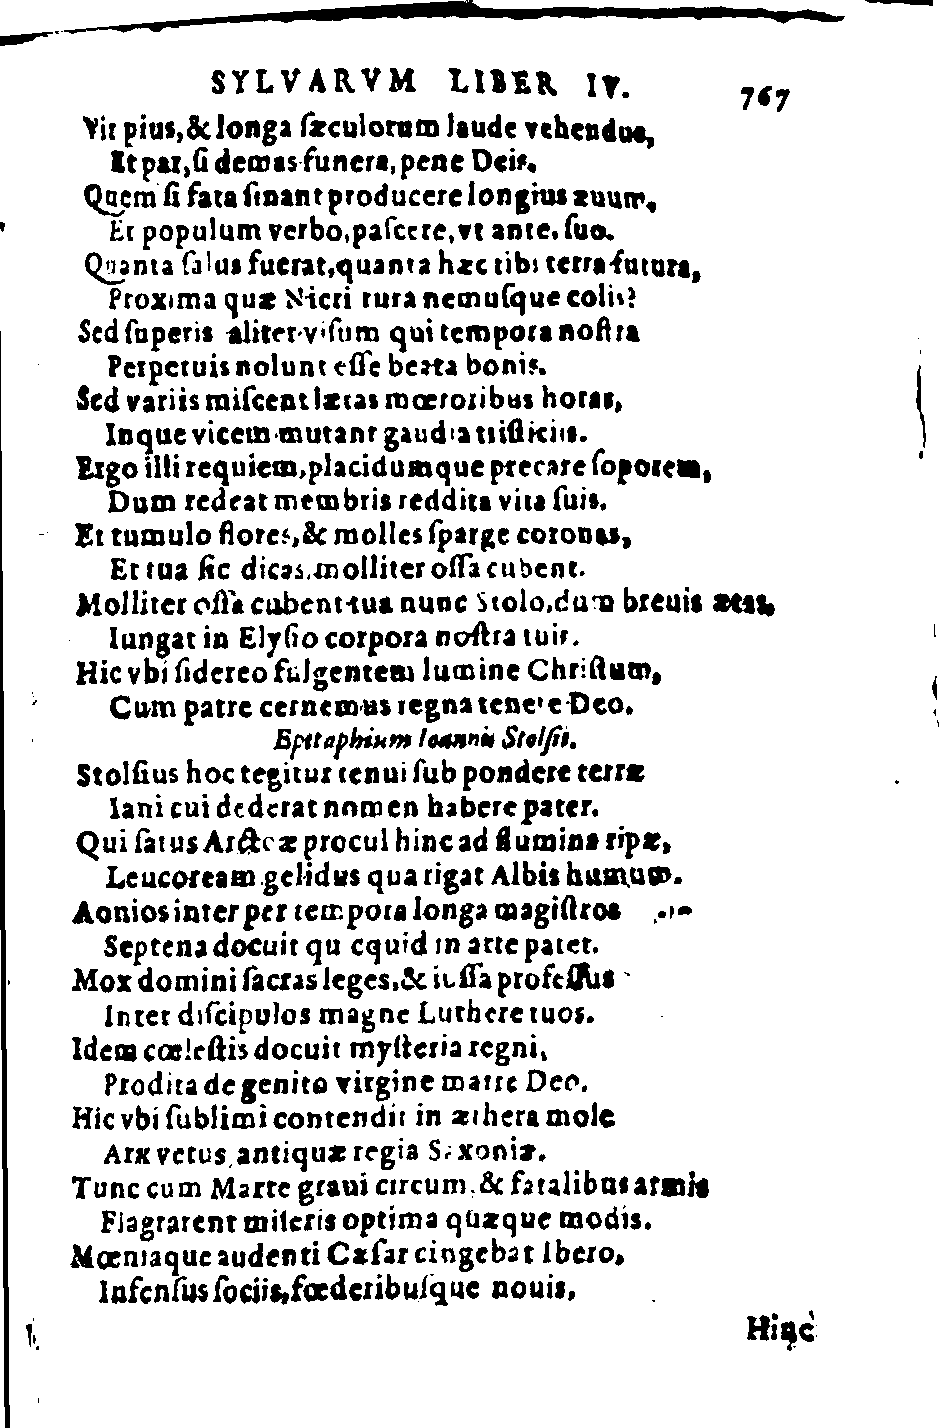 SYLVARVM LIBER IV. 767
Vir pius, & longa ſæculorum laude vehendus,
Et par, ſi demas funera, pene Deis.
Quem ſi fata ſinant producere longius æuum,
Et populum verbo, paſcere, vt ante, ſuo.
Quanta ſalus fuerat, quanta hæc tibi terra futura,
Proxima quæ Nicri rura nemuſque colis?
Sed ſuperis aliter viſum qui tempora noſtra
Perpetuis nolunt eſſe beata bonis.
Sed variis miſcent lætas mœroribus horas,
Inque vicem mutant gaudia triſticiis.
Ergo illi requiem, placidumque precare ſoporem,
Dum redeat membris reddita vita ſuis.
Et tumulo flores, & molles ſparge coronas,
Et tua ſic dicas, molliter oſſa cubent.
Molliter oſſa cubent tua nunc Stolo, dum breuis ætas,
Iungat in Elyſio corpora noſtra tuis.
Hic vbi ſidereo fulgentem lumine Chriſtum,
Cum patre cernemus regna tenere Deo.
Epitaphium Ioannis Stolſii.
Stolſius hoc tegitur tenui ſub pondere terræ
Iani cui dederat nomen habere pater.
Qui ſatus Arctoæ procul hinc ad flumina ripæ,
Leucoream gelidus qua rigat Albis humum.
Aonios inter per tempora longa magiſtros
Septena docuit quicquid in arte patet.
Mox domini ſacras leges, & iuſſa profeſſus
Inter diſcipulos magne Luthere tuos.
Idem cœleſtis docuit myſteria regni,
Prodita de genito virgine matre Deo.
Hic vbi ſublimi contendit in æthera mole
Arx vetus, antiquæ regia Saxoniæ.
Tunc cum Marte graui circum, & fatalibus armis
Flagrarent miſeris optima quæque modis.
Mœniaque audenti Cæſar cingebat Ibero,
Infenſus ſociis, fœderibuſque nouis,
Hinc